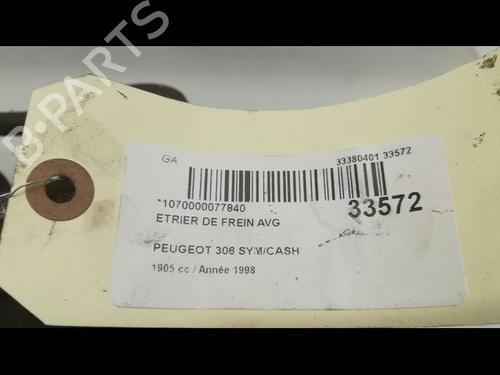 B-PARTS
GA
33380401 33572
*1070000077840
33572
ETRIER DE FREIN AVG
PEUGEOT 306 SYM/CASH
1905 cc / Année 1998